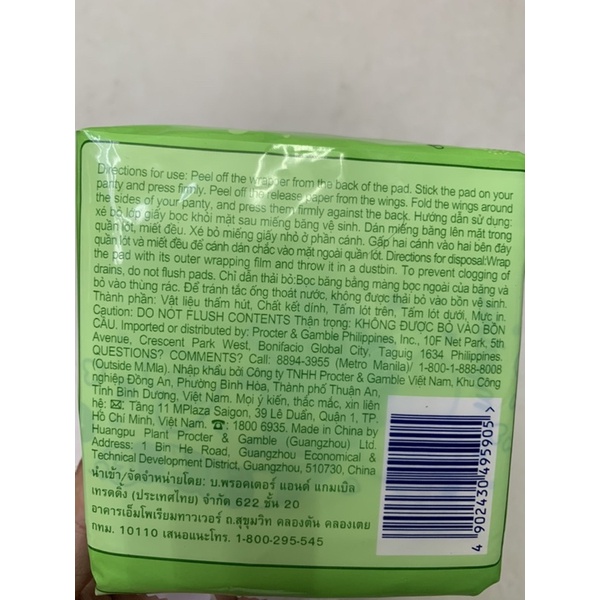 Directions for use: Peel off the wrapper from the back of the pad. Stick the pad on your
panty and press firmly. Peel off the release paper from the wings. Fold the wings around
the sides of your panty, and press them firmly against the back. Hướng dẫn sử dụng:
xé bỏ lớp giấy bọc khỏi mặt sau miếng băng vệ sinh. Dán miếng băng lên mặt trong
quần lót, miết đều. Xé bỏ miếng giấy nhỏ ở phần cánh. Gấp hai cánh vào hai bên đáy
quần lót và miết đều để cánh dán chắc vào mặt ngoài quần lót. Directions for disposal:Wrap
the pad with its outer wrapping film and throw it in a dustbin. To prevent clogging of
drains, do not flush pads. Chỉ dẫn thải bỏ:Bọc băng bằng màng bọc ngoài của băng và
bỏ vào thùng rác. Để tránh tắc ống thoát nước, không được thải bỏ vào bồn vệ sinh.
Thành phần: Vật liệu thấm hút, Chất kết dính, Tấm lót trên, Tấm lót dưới, Mực in.
Caution: DO NOT FLUSH CONTENTS Thận trọng: KHÔNG ĐƯỢC BỎ VÀO BỒN
CẦU. Imported or distributed by: Procter & Gamble Philippines, Inc., 10F Net Park, 5th
Avenue, Crescent Park West, Bonifacio Global City, Taguig 1634 Philippines.
QUESTIONS? COMMENTS? Call: 8894-3955 (Metro Manila)/ 1-800-1-888-8008
(Outside M.Mla). Nhập khẩu bởi Công ty TNHH Procter & Gamble Việt Nam, Khu Công
nghiệp Đồng An, Phường Bình Hòa, Thành phố Thuận An,
Tỉnh Bình Dương, Việt Nam. Mọi ý kiến, thắc mắc, xin liên
hệ: ✉: Tầng 11 MPlaza Saigon, 39 Lê Duẩn, Quận 1, TP.
Hồ Chí Minh, Việt Nam. ☎: 1800 6935. Made in China by
Huangpu Plant Procter & Gamble (Guangzhou) Ltd.
Address: 1 Bin He Road, Guangzhou Economical &
Technical Development District, Guangzhou, 510730, China
นำเข้า/จัดจำหน่ายโดย: บ.พรอคเตอร์ แอนด์ แกมเบิล
เทรดดิ้ง (ประเทศไทย) จำกัด 622 ชั้น 20
อาคารเอ็มโพเรียมทาวเวอร์ ถ.สุขุมวิท คลองตัน คลองเตย
กทม. 10110 เสนอแนะโทร. 1-800-295-545
4 902430 495905 >